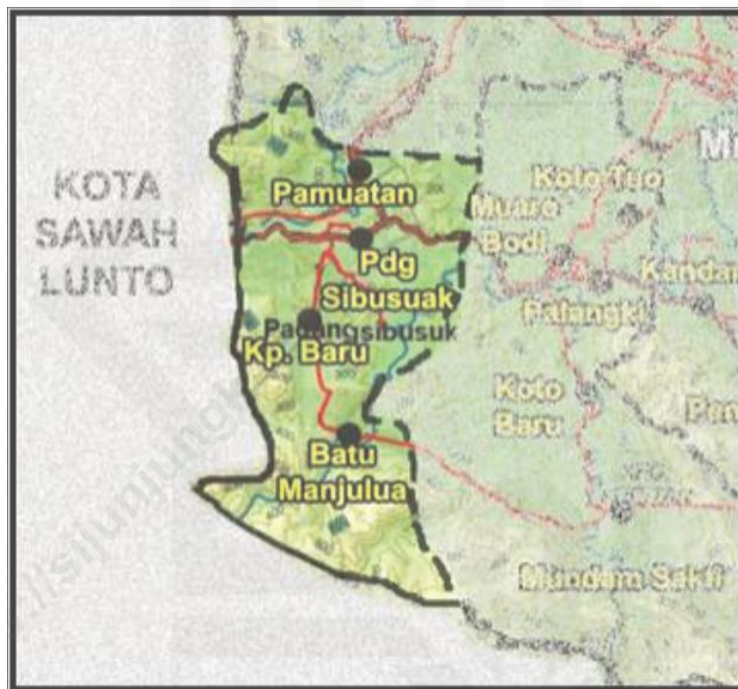 KOTA
SAWAH
LUNTO
Pamuatan
Koto Tuo
Muaro
Bodi
Pdg
Sibusuak
Kandar
Palangki
Padangsibusuk
Kp. Baru
Koto
Baru
Batu
Manjulua
Mundam Sakti